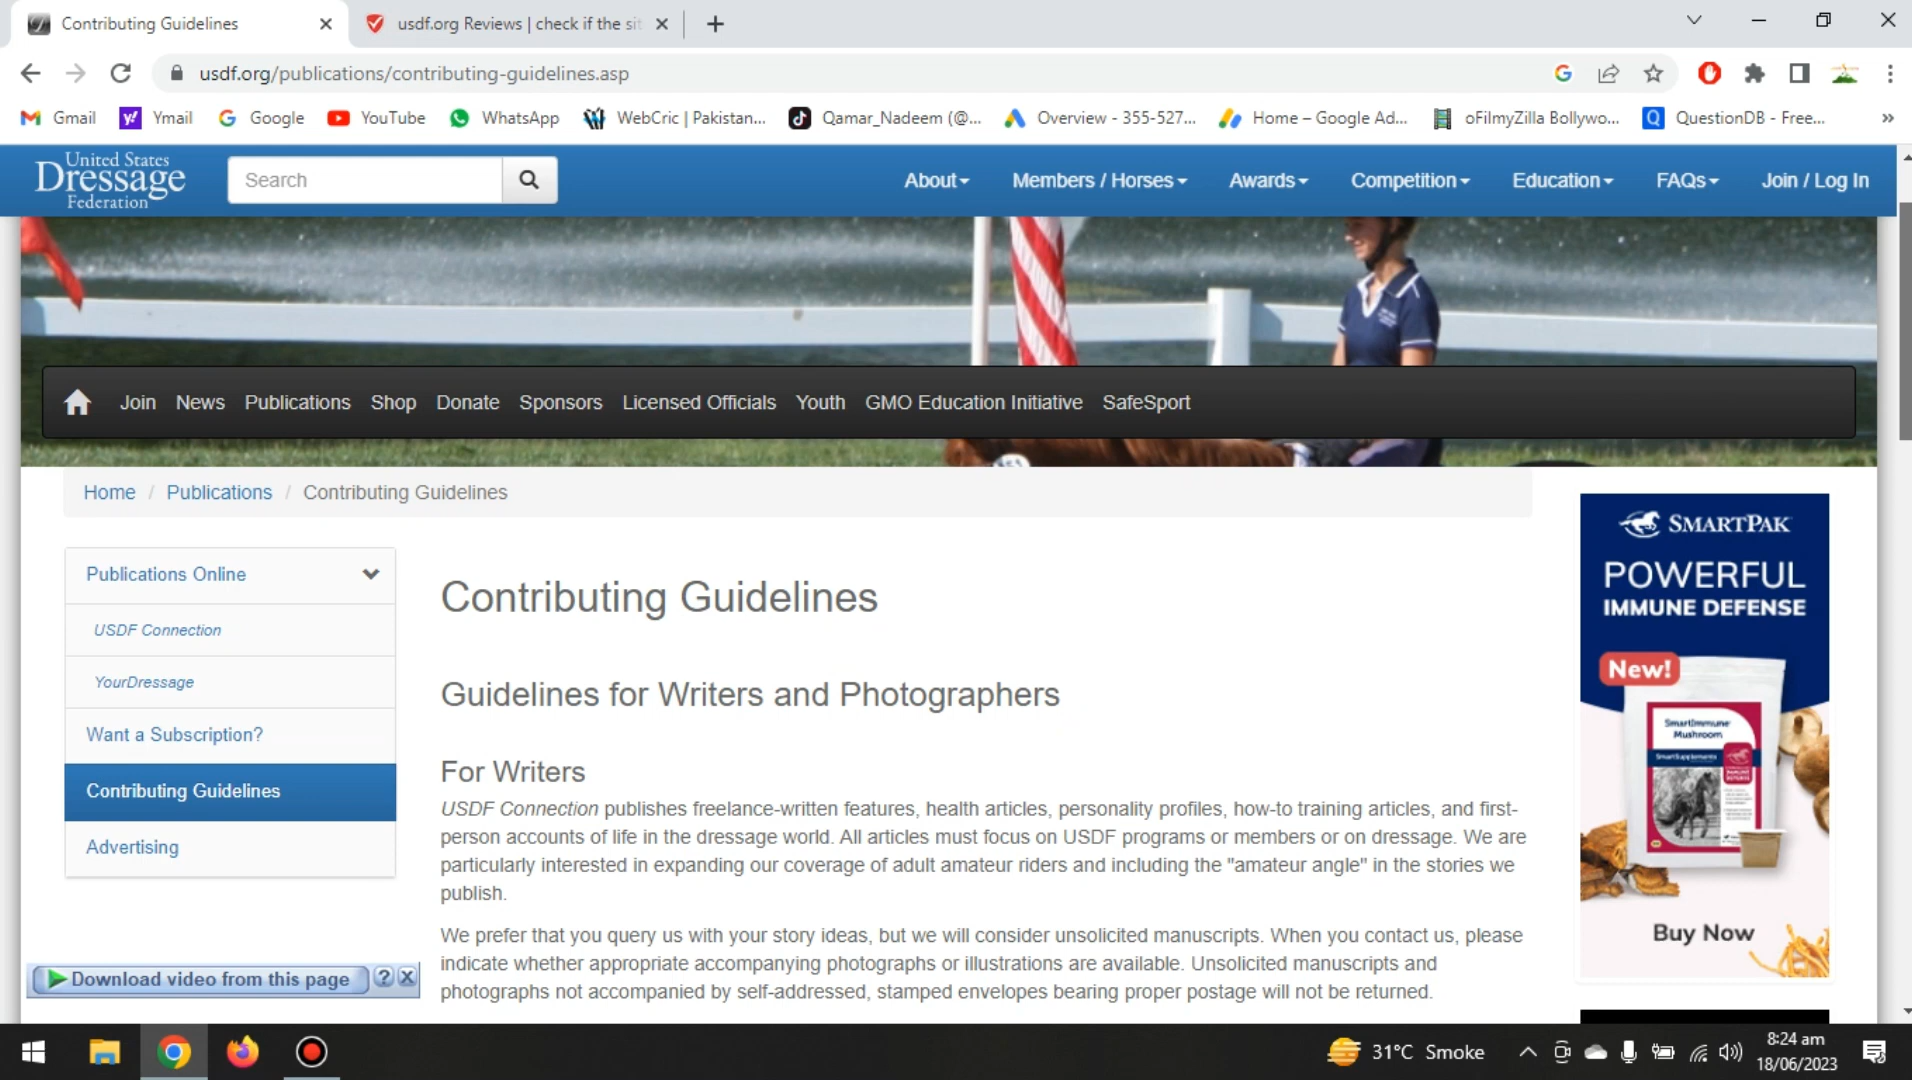 Contributing Guidelines
usdf.org Reviews | check if the sit
usdf.org/publications/contributing-guidelines.asp
Gmail Ymail Google YouTube WhatsApp WebCric | Pakistan... Qamar_Nadeem (@... Overview - 355-527... Home – Google Ad... oFilmyZilla Bollywo... QuestionDB - Free... »
United States
Dressage
Federation
Search
About Members / Horses Awards Competition Education FAQs Join / Log In
Join News Publications Shop Donate Sponsors Licensed Officials Youth GMO Education Initiative SafeSport
Home / Publications / Contributing Guidelines
Publications Online
USDF Connection
YourDressage
Want a Subscription?
Contributing Guidelines
Advertising
Contributing Guidelines
Guidelines for Writers and Photographers
For Writers
USDF Connection publishes freelance-written features, health articles, personality profiles, how-to training articles, and first-
person accounts of life in the dressage world. All articles must focus on USDF programs or members or on dressage. We are
particularly interested in expanding our coverage of adult amateur riders and including the "amateur angle" in the stories we
publish.
We prefer that you query us with your story ideas, but we will consider unsolicited manuscripts. When you contact us, please
indicate whether appropriate accompanying photographs or illustrations are available. Unsolicited manuscripts and
photographs not accompanied by self-addressed, stamped envelopes bearing proper postage will not be returned.
SMARTPAK
POWERFUL
IMMUNE DEFENSE
New!
SmartImmune
Mushroom
SmartSupplements
Buy Now
Download video from this page ? X
31°C Smoke
8:24 am
18/06/2023